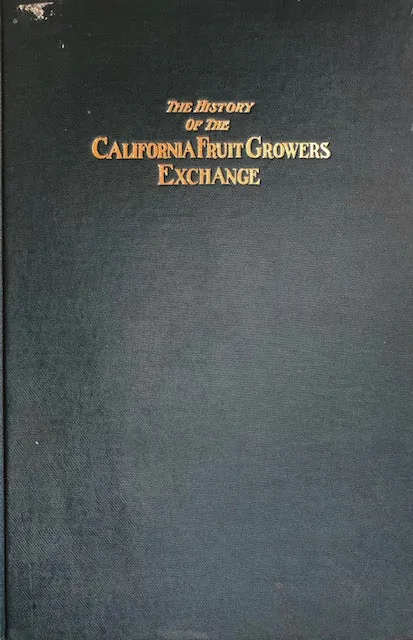 The History
of the
California Fruit Growers
Exchange